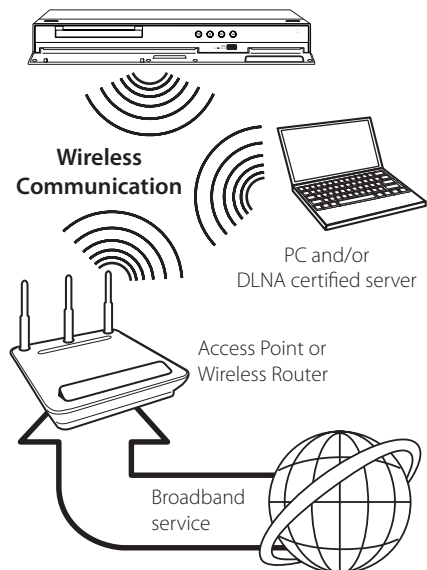 Wireless
Communication
PC and/or
DLNA certified server
Access Point or
Wireless Router
Broadband
service